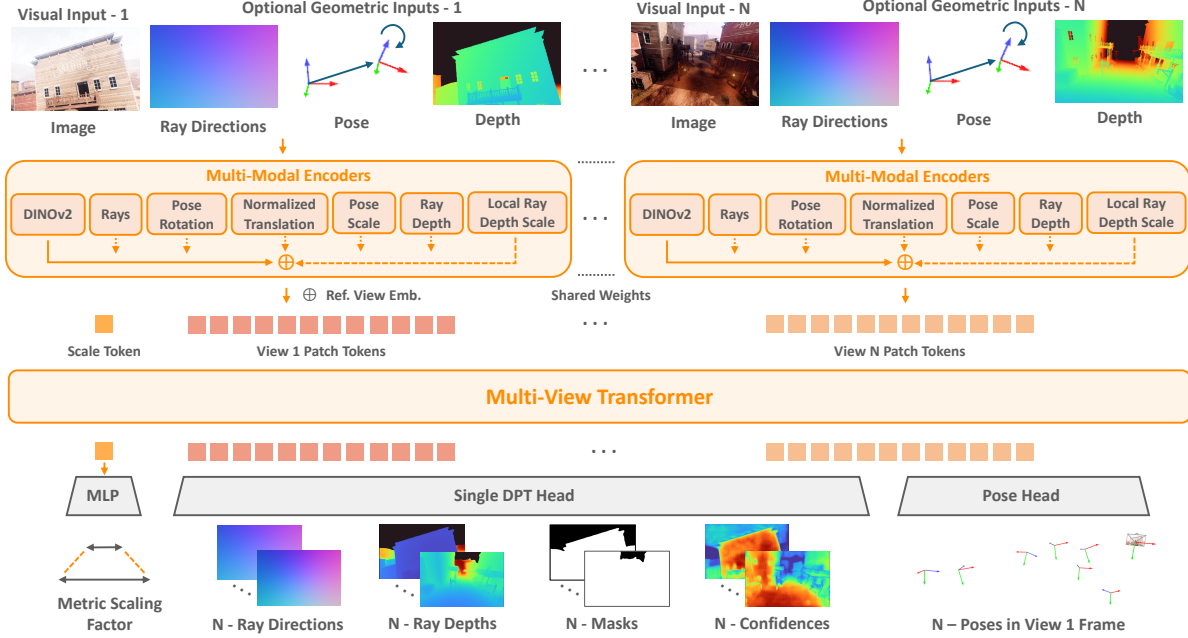 Visual Input - 1
Optional Geometric Inputs - 1
Visual Input - N
Optional Geometric Inputs - N
. . .
Image
Ray Directions
Pose
Depth
Image
Ray Directions
Pose
Depth
Multi-Modal Encoders
Multi-Modal Encoders
DINOv2
Rays
Pose
Rotation
Normalized
Translation
Pose
Scale
Ray
Depth
Local Ray
Depth Scale
. . .
DINOv2
Rays
Pose
Rotation
Normalized
Translation
Pose
Scale
Ray
Depth
Local Ray
Depth Scale
⊕ Ref. View Emb.
Shared Weights
. . .
Scale Token
View 1 Patch Tokens
View N Patch Tokens
Multi-View Transformer
. . .
MLP
Single DPT Head
Pose Head
Metric Scaling
Factor
N - Ray Directions
N - Ray Depths
N - Masks
N - Confidences
N – Poses in View 1 Frame